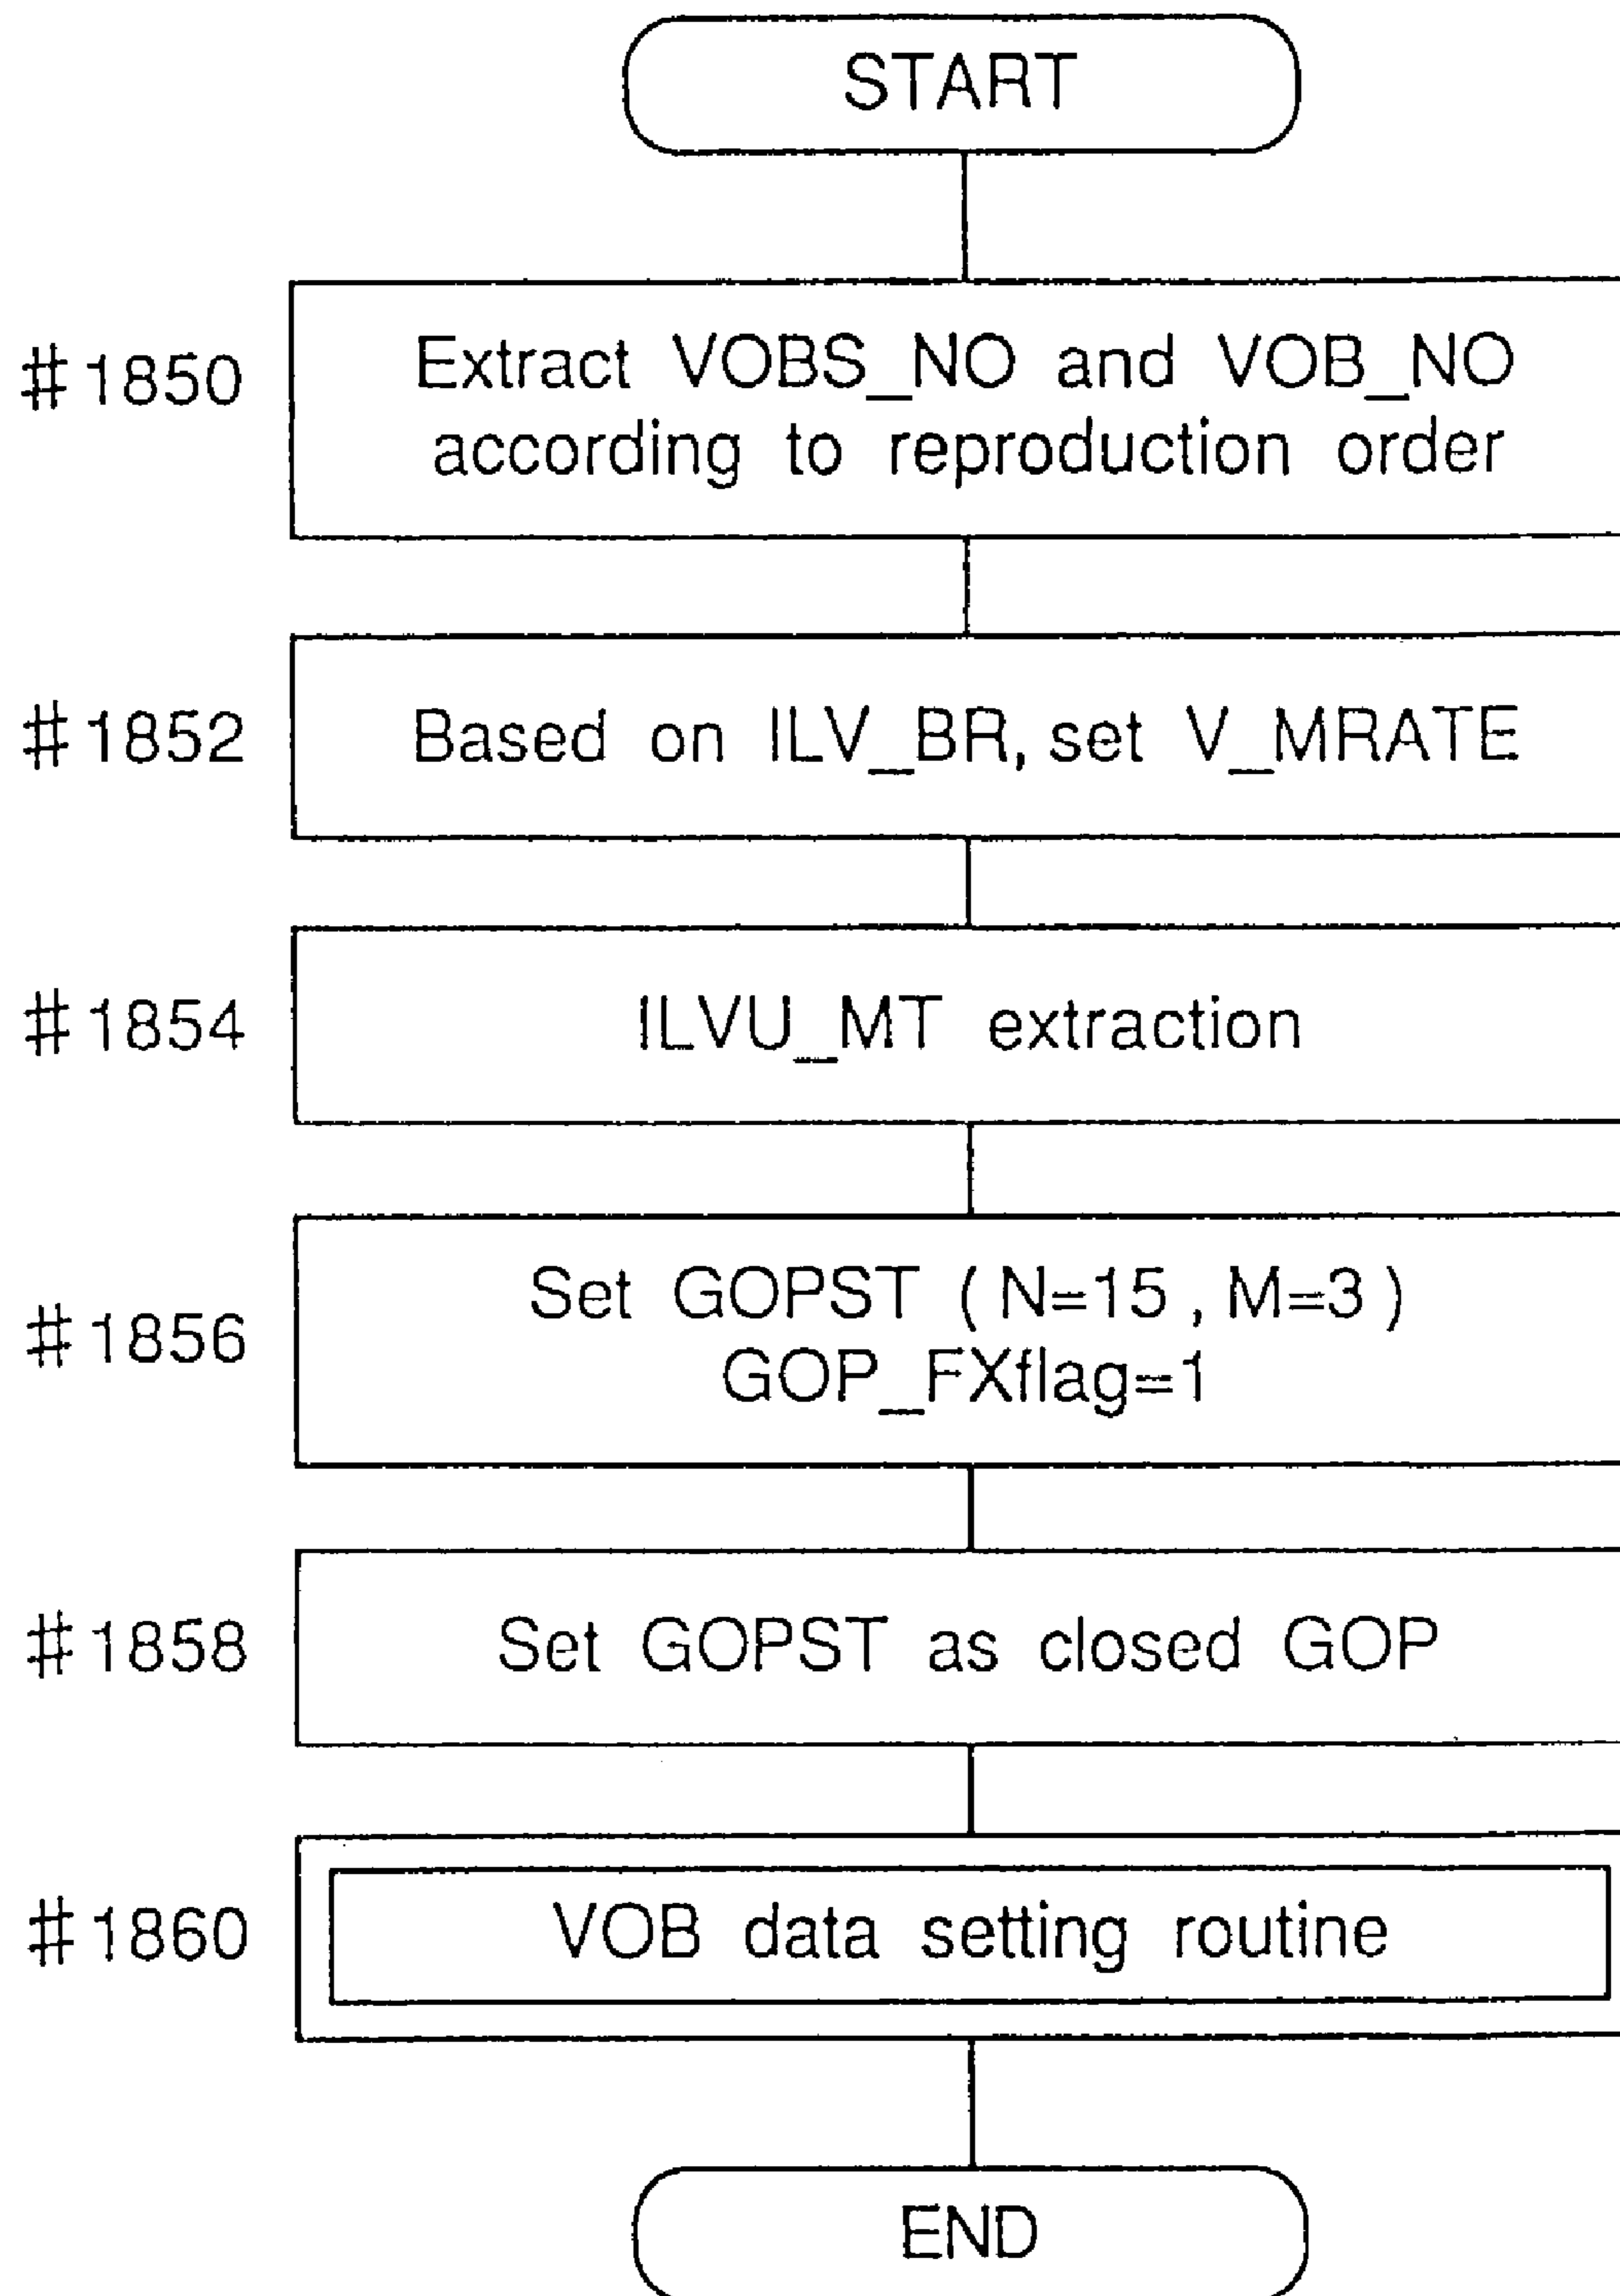 START
#1850
Extract VOBS_NO and VOB_NO
according to reproduction order
#1852
Based on ILV_BR, set V_MRATE
#1854
ILVU_MT extraction
#1856
Set GOPST (N=15, M=3)
GOP_FXflag=1
#1858
Set GOPST as closed GOP
#1860
VOB data setting routine
END